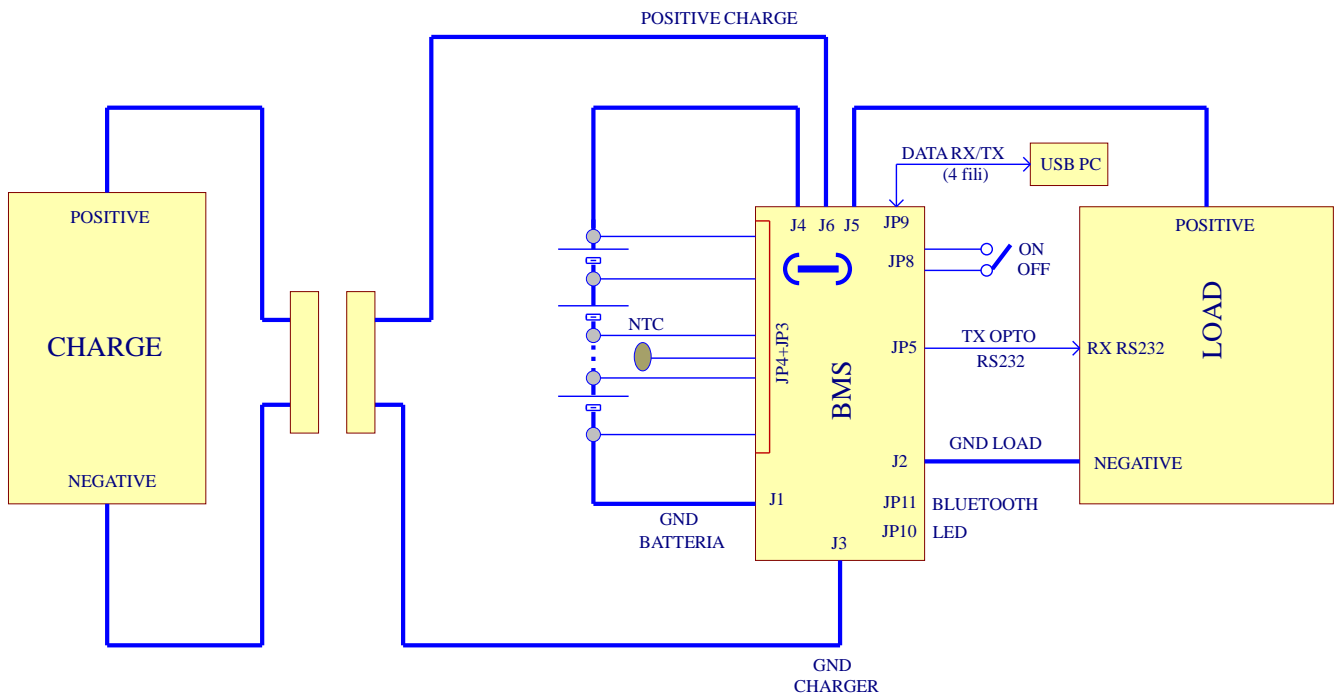 POSITIVE CHARGE
DATA RX/TX
(4 fili)
USB PC
POSITIVE
J4
J6
J5
JP9
POSITIVE
JP8
ON
OFF
NTC
CHARGE
JP4+JP3
BMS
JP5
TX OPTO
RS232
RX RS232
LOAD
GND LOAD
J2
NEGATIVE
NEGATIVE
J1
JP11
BLUETOOTH
GND
BATTERIA
JP10
LED
J3
GND
CHARGER